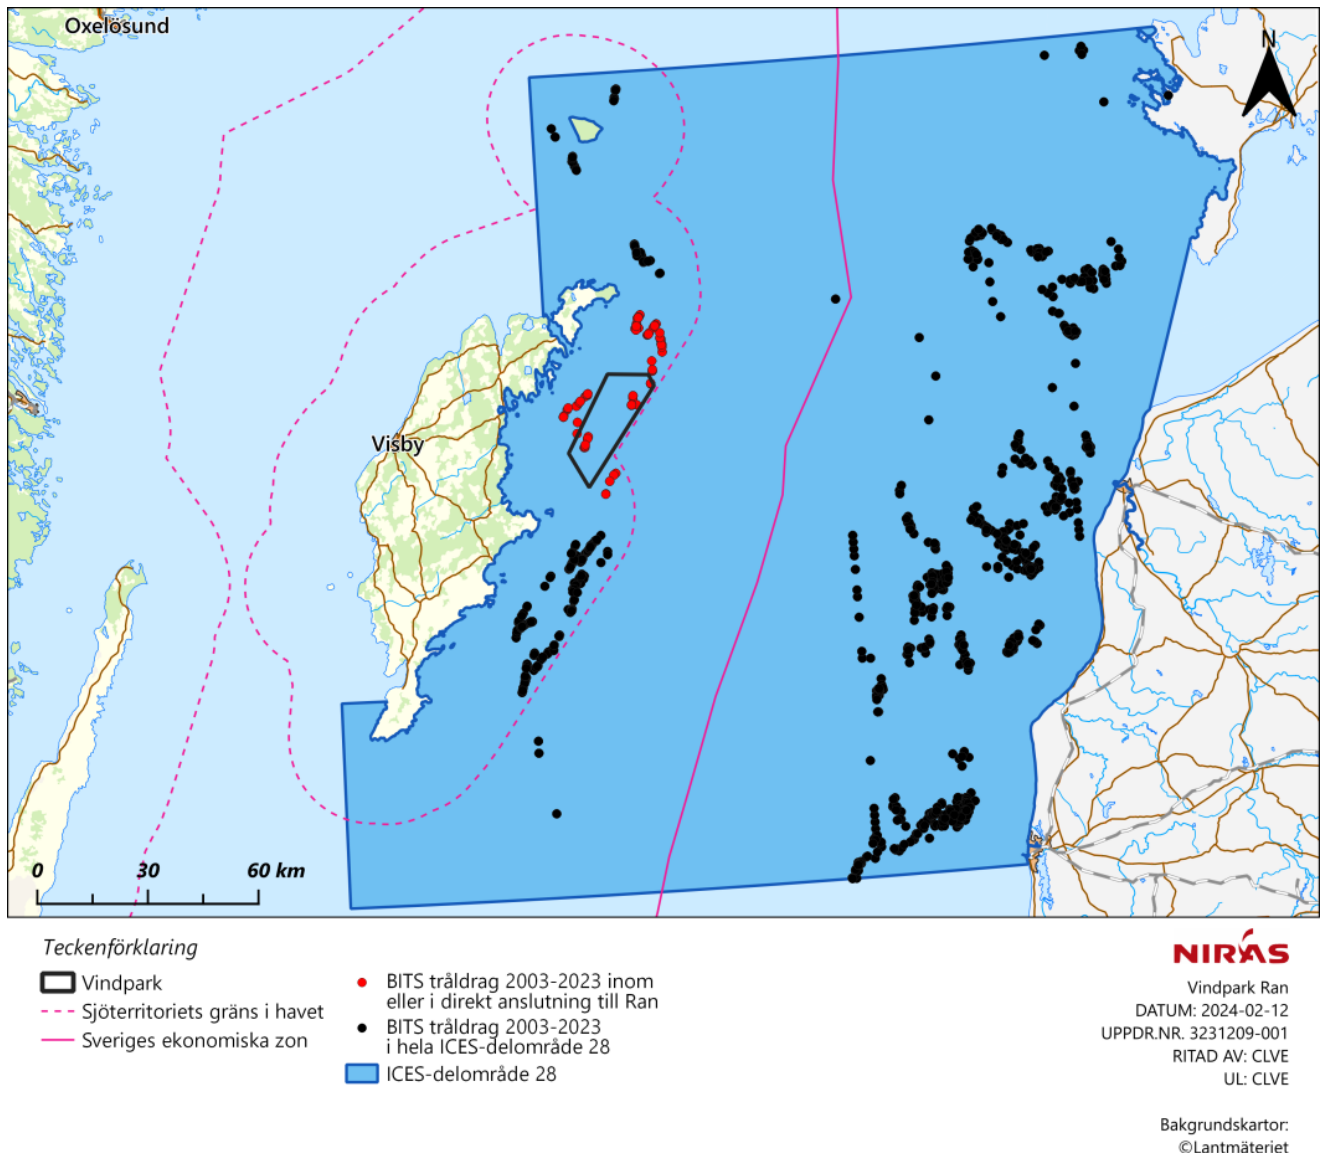 Oxelösund
N
Visby
0 30 60 km
Teckenförklaring
Vindpark
Sjöterritoriets gräns i havet
Sveriges ekonomiska zon
BITS tråldrag 2003-2023 inom
eller i direkt anslutning till Ran
BITS tråldrag 2003-2023
i hela ICES-delområde 28
ICES-delområde 28
NIRÁS
Vindpark Ran
DATUM: 2024-02-12
UPPDR.NR. 3231209-001
RITAD AV: CLVE
UL: CLVE
Bakgrundskartor:
©Lantmäteriet